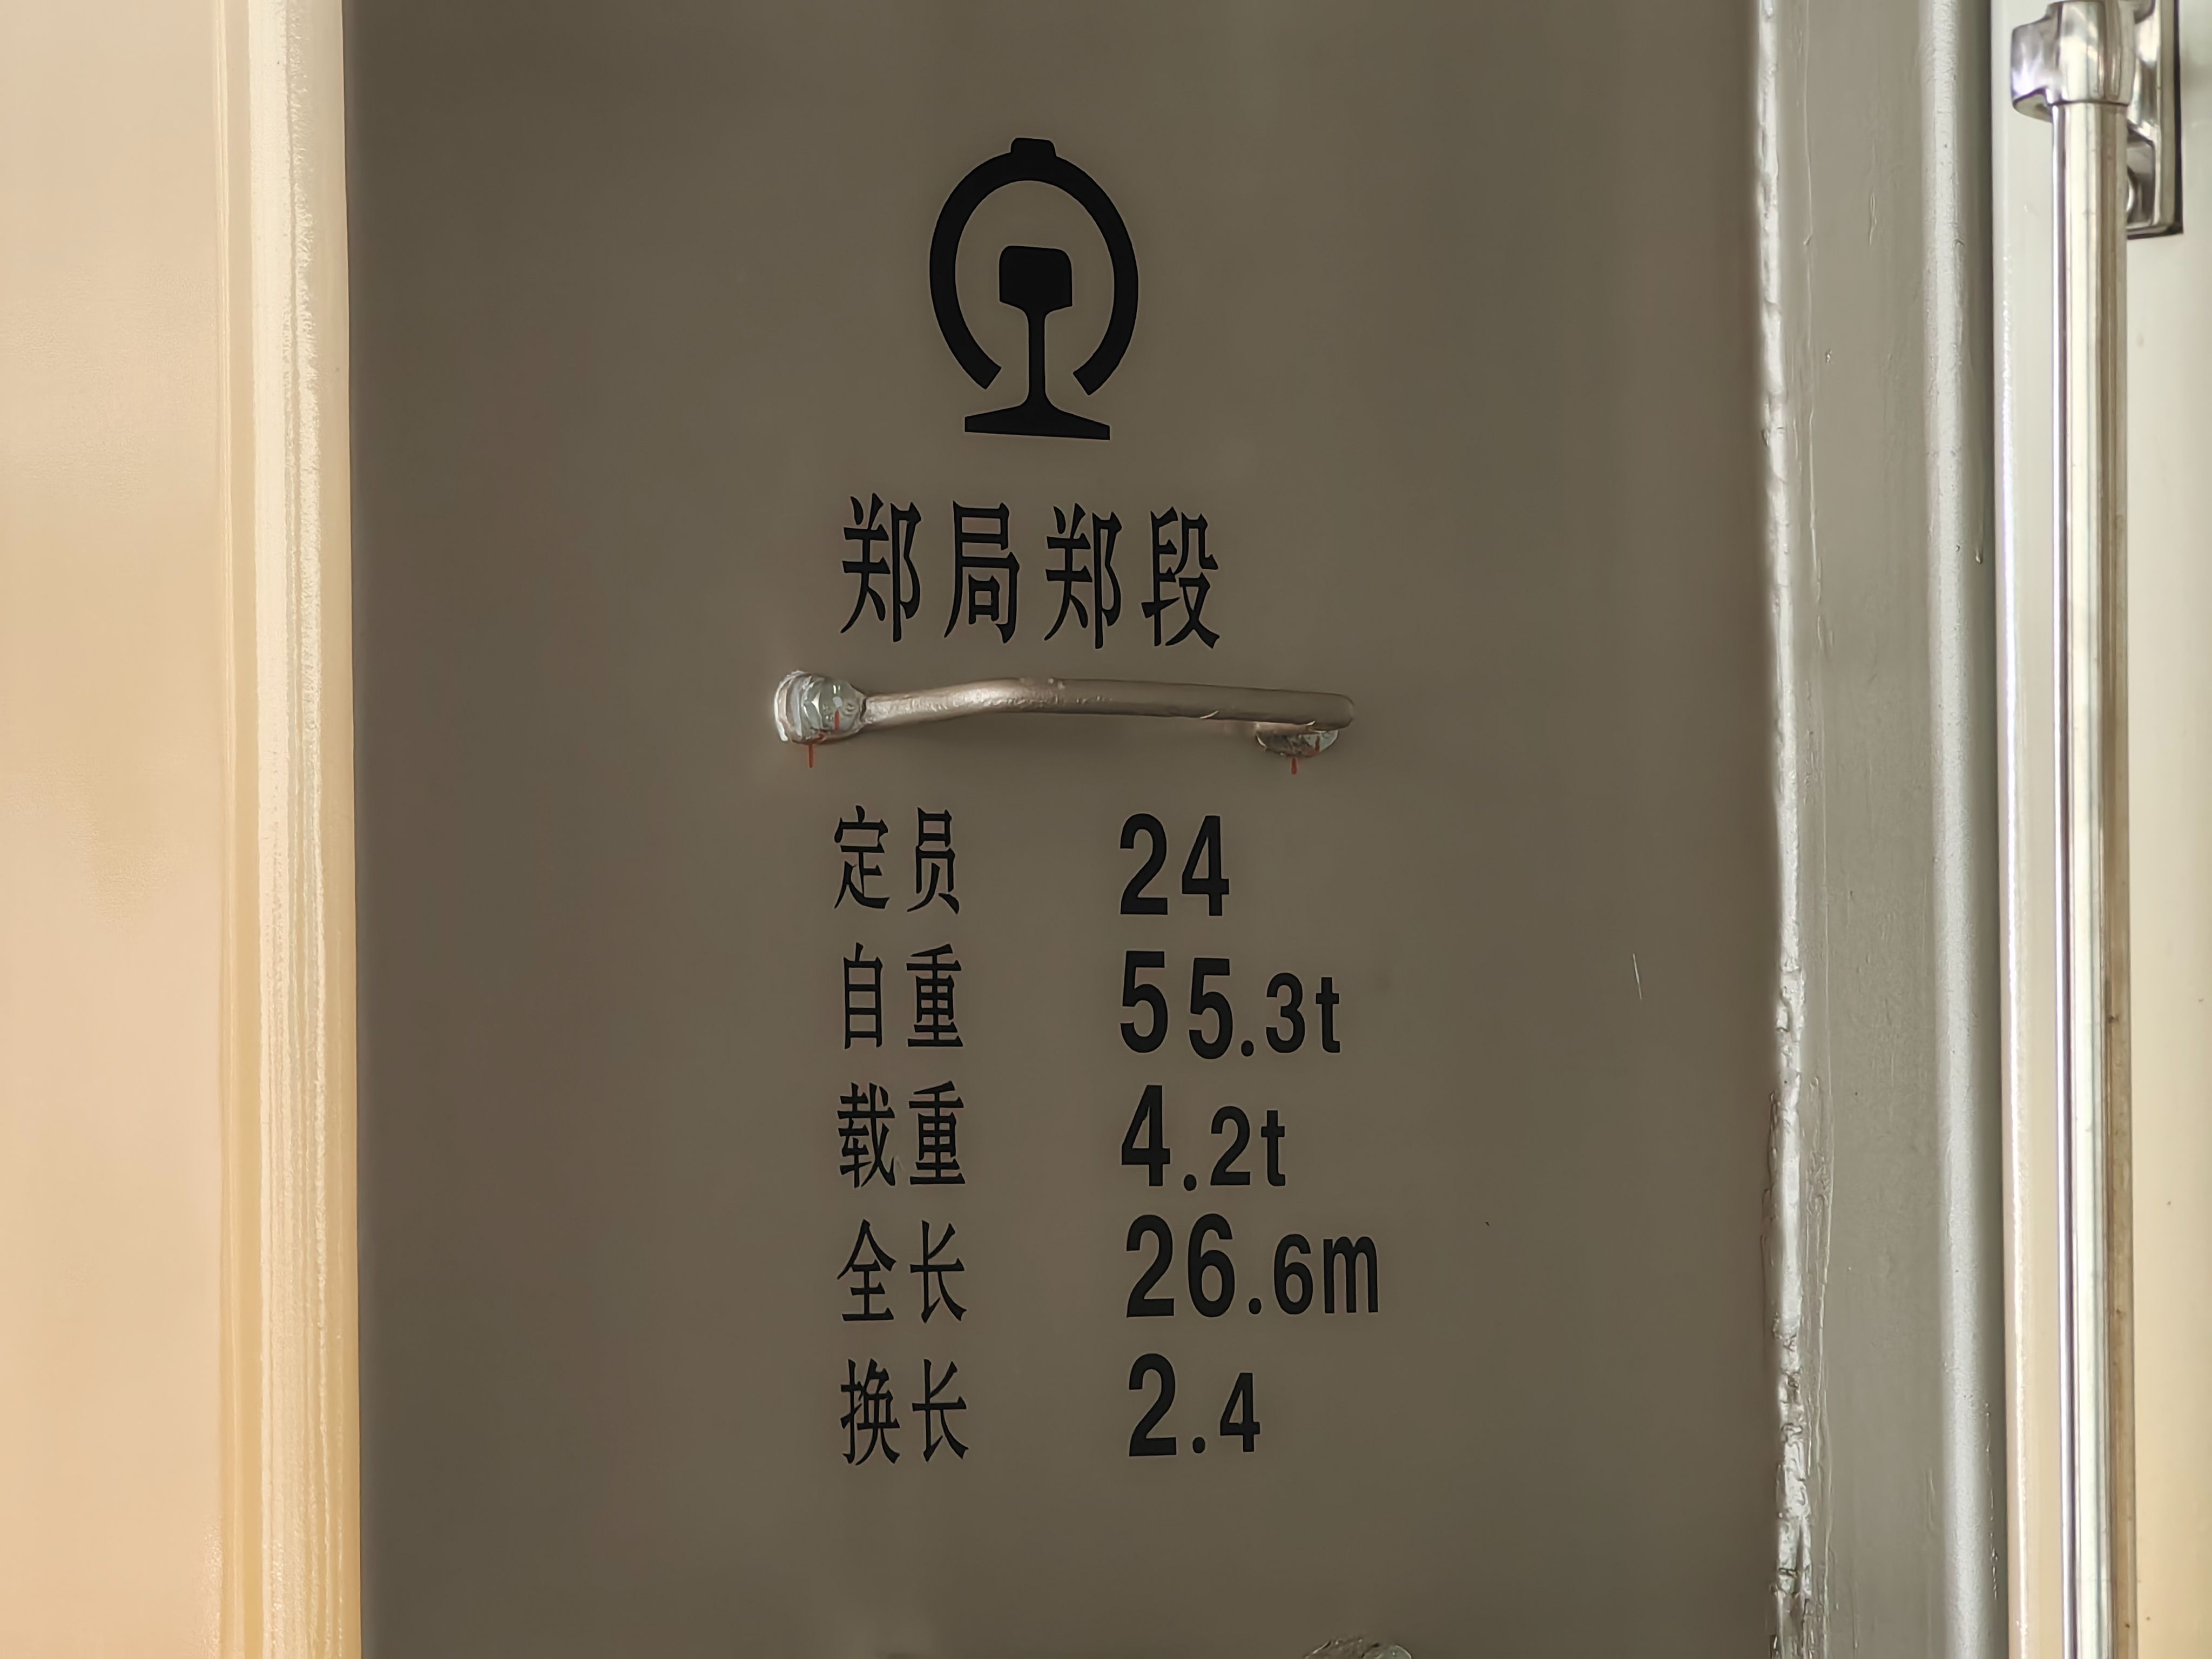 郑局郑段
定员 24
自重 55.3t
载重 4.2t
全长 26.6m
换长 2.4